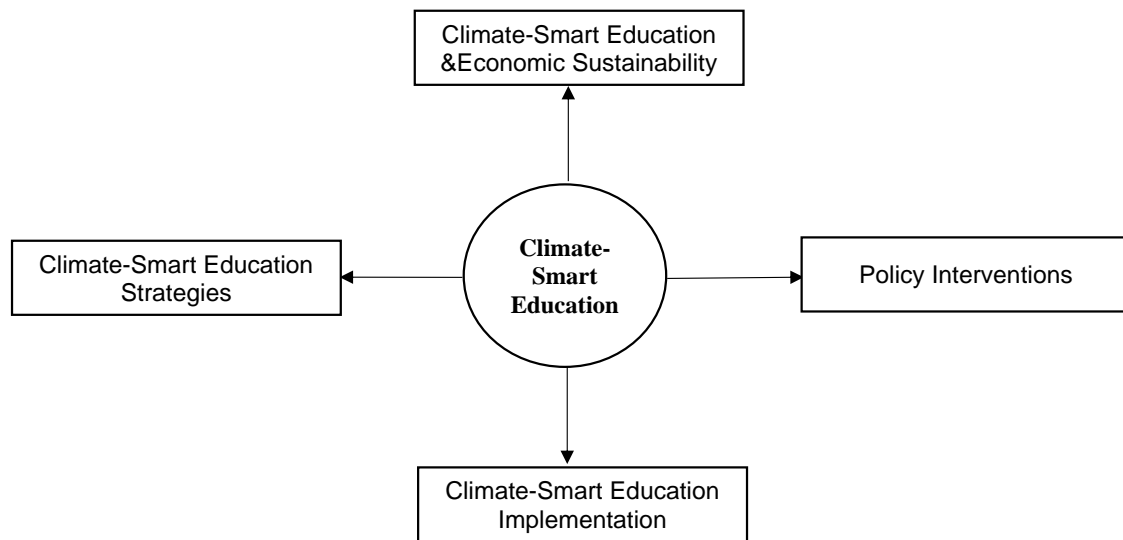 Climate-Smart Education
&Economic Sustainability
Climate-Smart Education
Strategies
Climate-
Smart
Education
Policy Interventions
Climate-Smart Education
Implementation